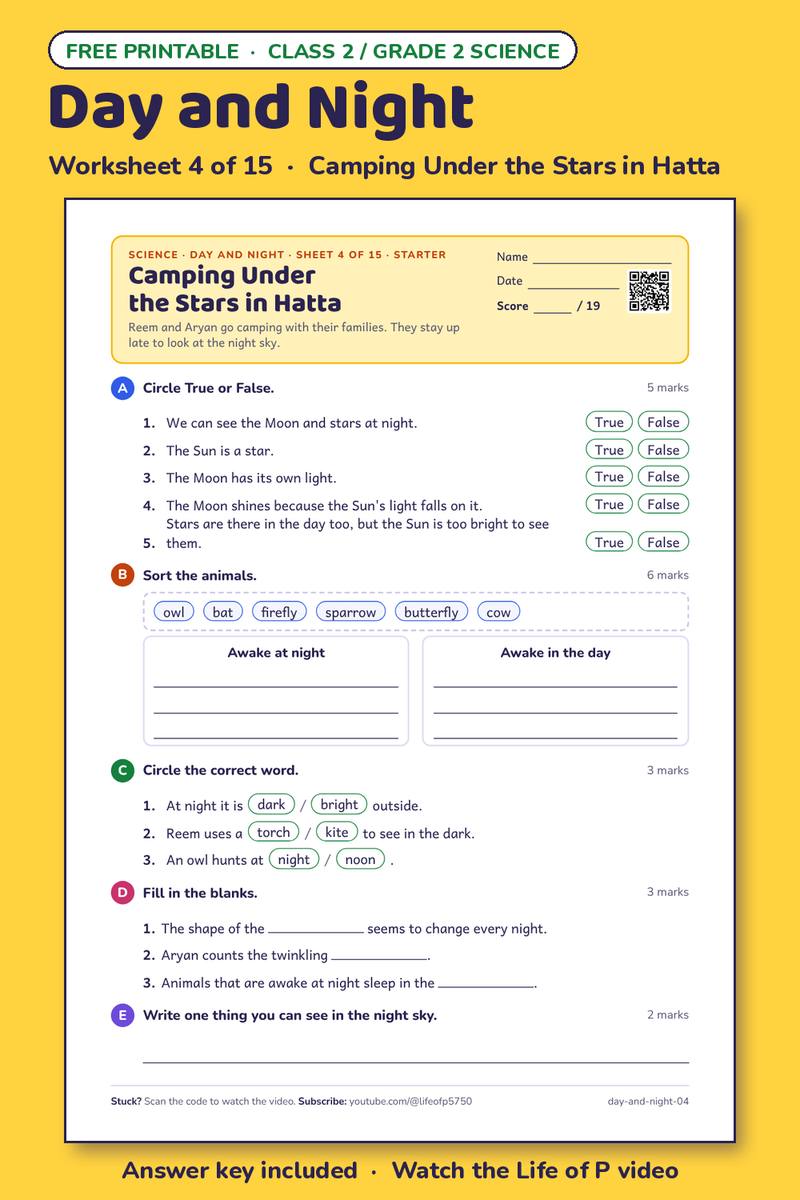 FREE PRINTABLE · CLASS 2 / GRADE 2 SCIENCE
Day and Night
Worksheet 4 of 15 · Camping Under the Stars in Hatta
SCIENCE · DAY AND NIGHT · SHEET 4 OF 15 · STARTER
Camping Under
the Stars in Hatta
Reem and Aryan go camping with their families. They stay up
late to look at the night sky.
Name
Date
Score / 19
A Circle True or False. 5 marks
1. We can see the Moon and stars at night. True False
2. The Sun is a star. True False
3. The Moon has its own light. True False
4. The Moon shines because the Sun's light falls on it. True False
Stars are there in the day too, but the Sun is too bright to see
5. them. True False
B Sort the animals. 6 marks
owl bat firefly sparrow butterfly cow
Awake at night Awake in the day
C Circle the correct word. 3 marks
1. At night it is dark / bright outside.
2. Reem uses a torch / kite to see in the dark.
3. An owl hunts at night / noon .
D Fill in the blanks. 3 marks
1. The shape of the ____________ seems to change every night.
2. Aryan counts the twinkling ____________.
3. Animals that are awake at night sleep in the ____________.
E Write one thing you can see in the night sky. 2 marks
Stuck? Scan the code to watch the video. Subscribe: youtube.com/@lifeofp5750 day-and-night-04
Answer key included · Watch the Life of P video